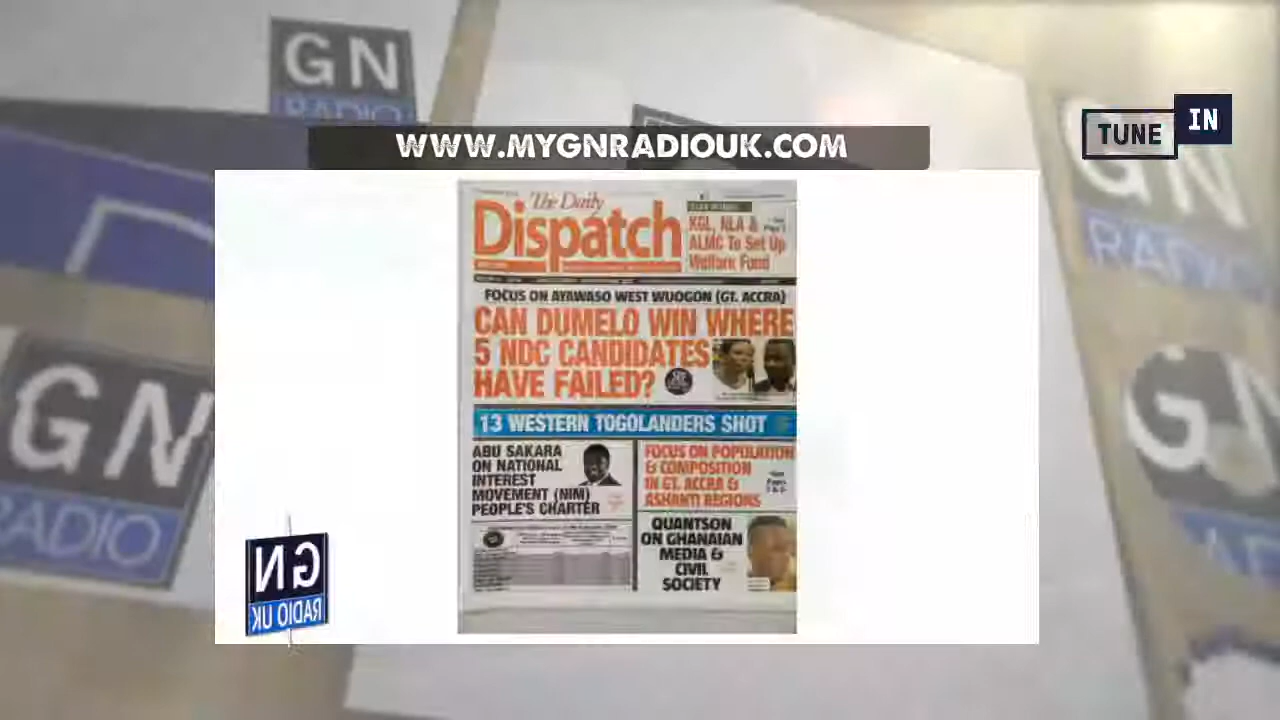 GN
RADIO
WWW.MYGNRADIOUK.COM
TUNE
IN
GN
RADIO
The Daily
Dispatch
KGL, NLA &
ALMC To Set Up
Welfare Fund
FOCUS ON AYAWASO WEST WUOGON (GT. ACCRA)
CAN DUMELO WIN WHERE
5 NDC CANDIDATES
HAVE FAILED?
13 WESTERN TOGOLANDERS SHOT
ABU SAKARA
ON NATIONAL
INTEREST
MOVEMENT (NIM)
PEOPLE'S CHARTER
FOCUS ON POPULATION
& COMPOSITION
IN GT. ACCRA &
ASHANTI REGIONS
QUANTSON
ON GHANAIAN
MEDIA &
CIVIL
SOCIETY
GN
RADIO
GN
RADIO UK
GN